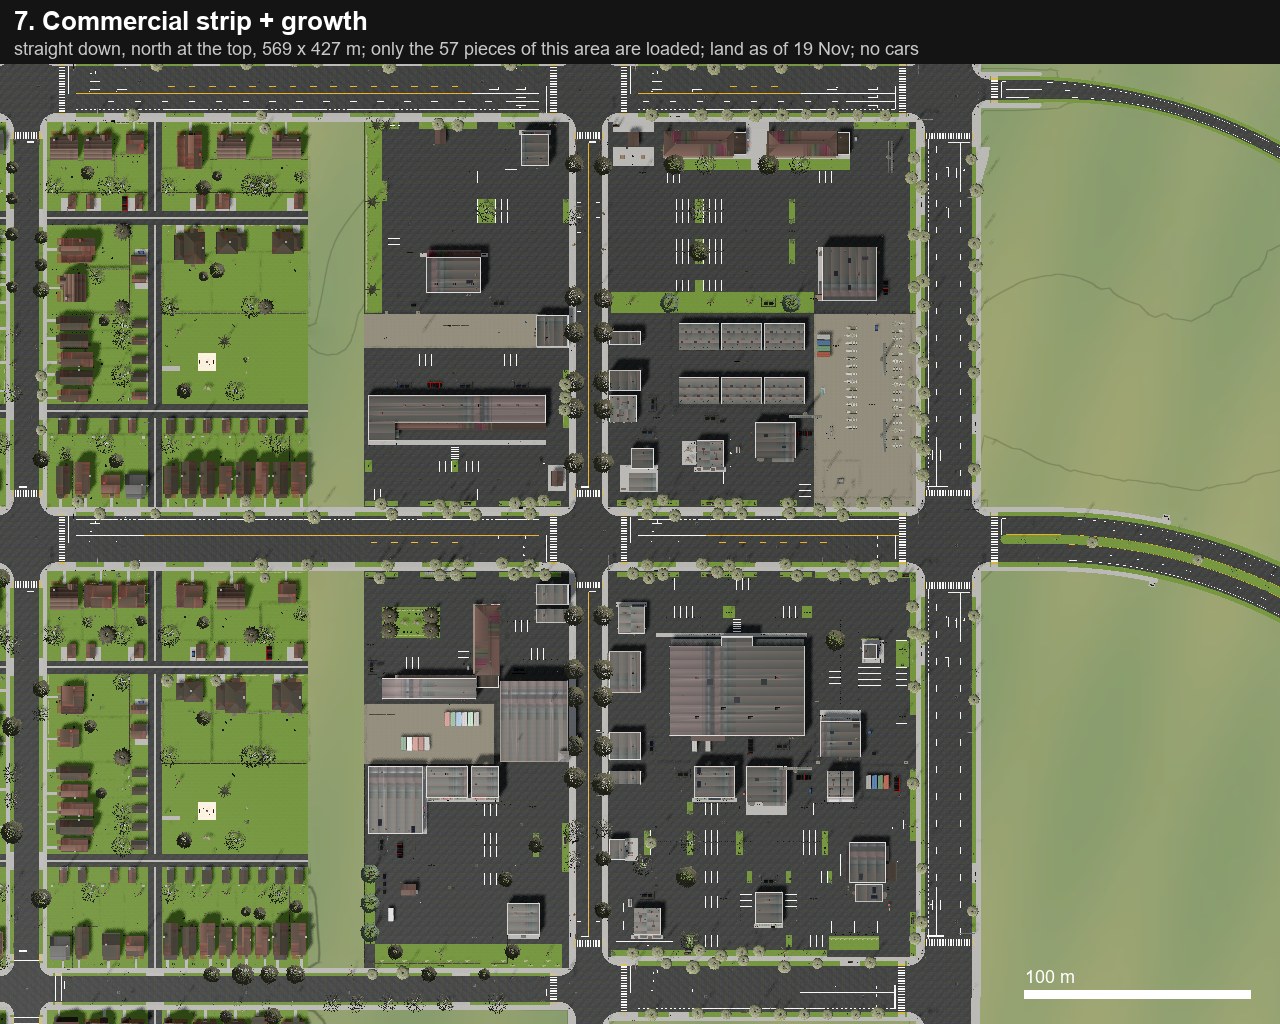 7. Commercial strip + growth
straight down, north at the top, 569 x 427 m; only the 57 pieces of this area are loaded; land as of 19 Nov; no cars
100 m